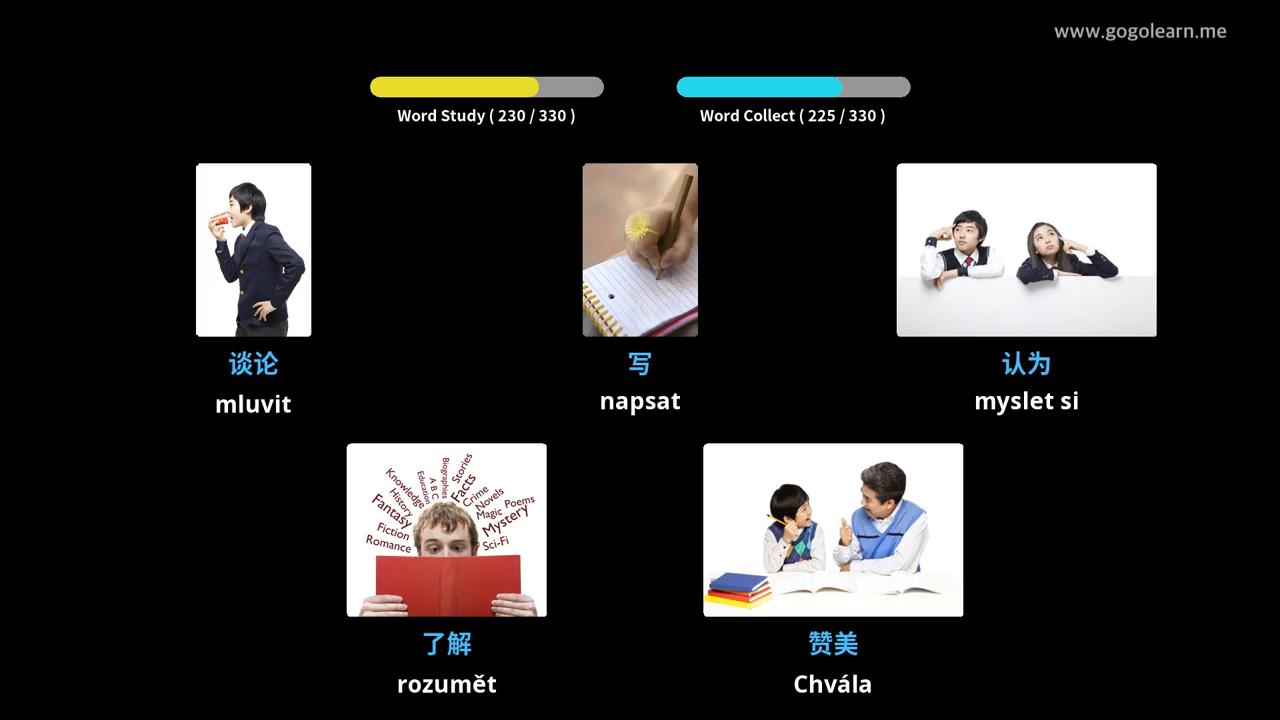 www.gogolearn.me
Word Study ( 230 / 330 )
Word Collect ( 225 / 330 )
谈论
mluvit
写
napsat
认为
myslet si
Stories
Biographies
A B C
Education
Facts
Knowledge
Crime
History
Novels
Fantasy
Magic
Poems
Mystery
Fiction
Romance
Sci-Fi
了解
rozumět
赞美
Chvála